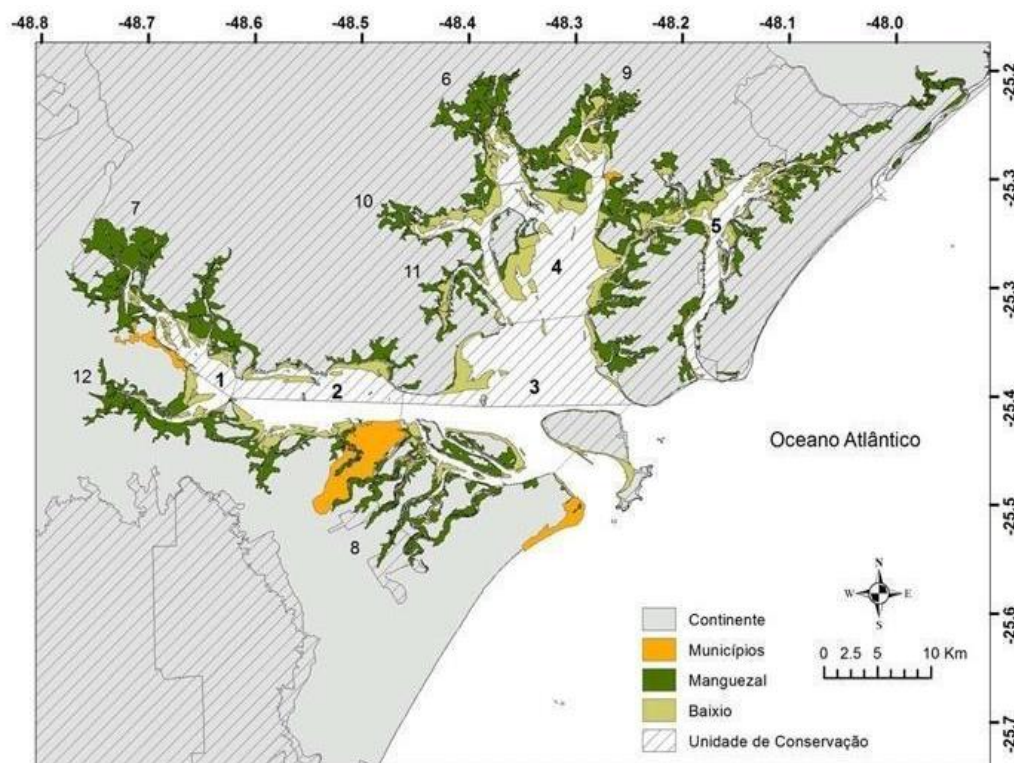 -48.8 -48.7 -48.6 -48.5 -48.4 -48.3 -48.2 -48.1 -48.0
-25.2
6 9
-25.3
10
7
5
4
11
-25.3
12
1
2
3
-25.4
Oceano Atlântico
-25.5
8
N
W E
S
-25.6
Continente
Municípios
0 2.5 5 10 Km
Manguezal
Baixio
-25.7
Unidade de Conservação